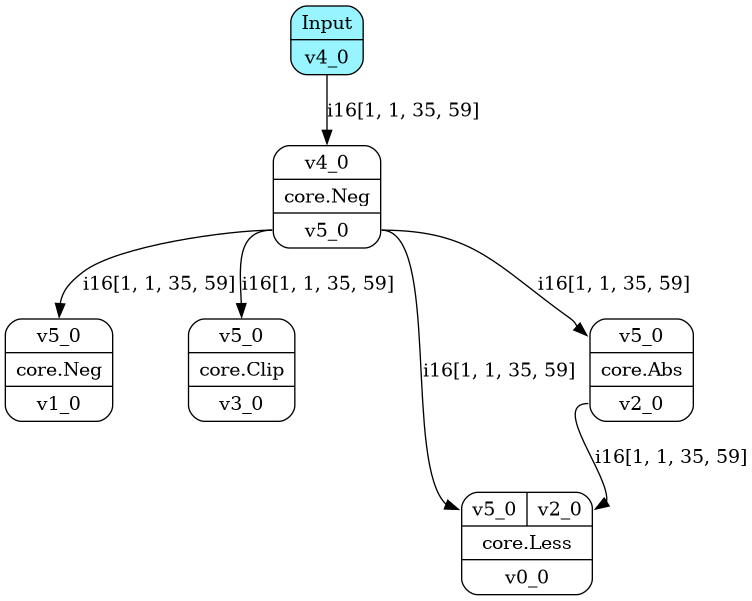 Input
v4_0
i16[1, 1, 35, 59]
v4_0
core.Neg
v5_0
i16[1, 1, 35, 59]
i16[1, 1, 35, 59]
i16[1, 1, 35, 59]
v5_0
core.Neg
v1_0
v5_0
core.Clip
v3_0
i16[1, 1, 35, 59]
v5_0
core.Abs
v2_0
i16[1, 1, 35, 59]
v5_0 v2_0
core.Less
v0_0